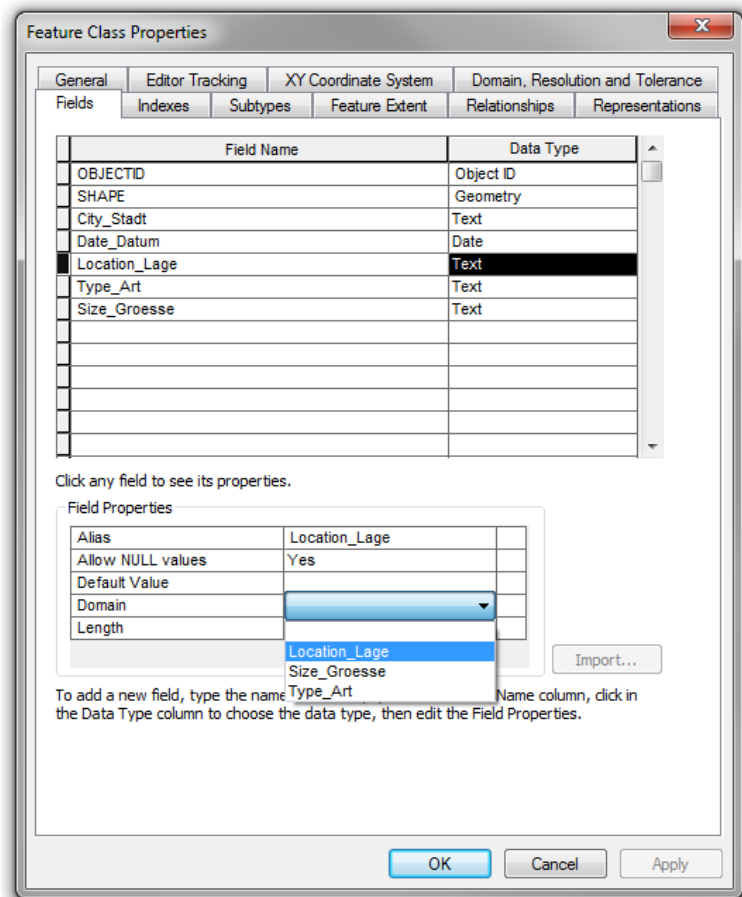 Feature Class Properties
General Editor Tracking XY Coordinate System Domain, Resolution and Tolerance
Fields Indexes Subtypes Feature Extent Relationships Representations
Field Name Data Type
OBJECTID Object ID
SHAPE Geometry
City_Stadt Text
Date_Datum Date
Location_Lage Text
Type_Art Text
Size_Groesse Text
Click any field to see its properties.
Field Properties
Alias Location_Lage
Allow NULL values Yes
Default Value
Domain
Length
Location_Lage
Size_Groesse
Type_Art
Import...
To add a new field, type the name Name column, click in
the Data Type column to choose the data type, then edit the Field Properties.
OK Cancel Apply